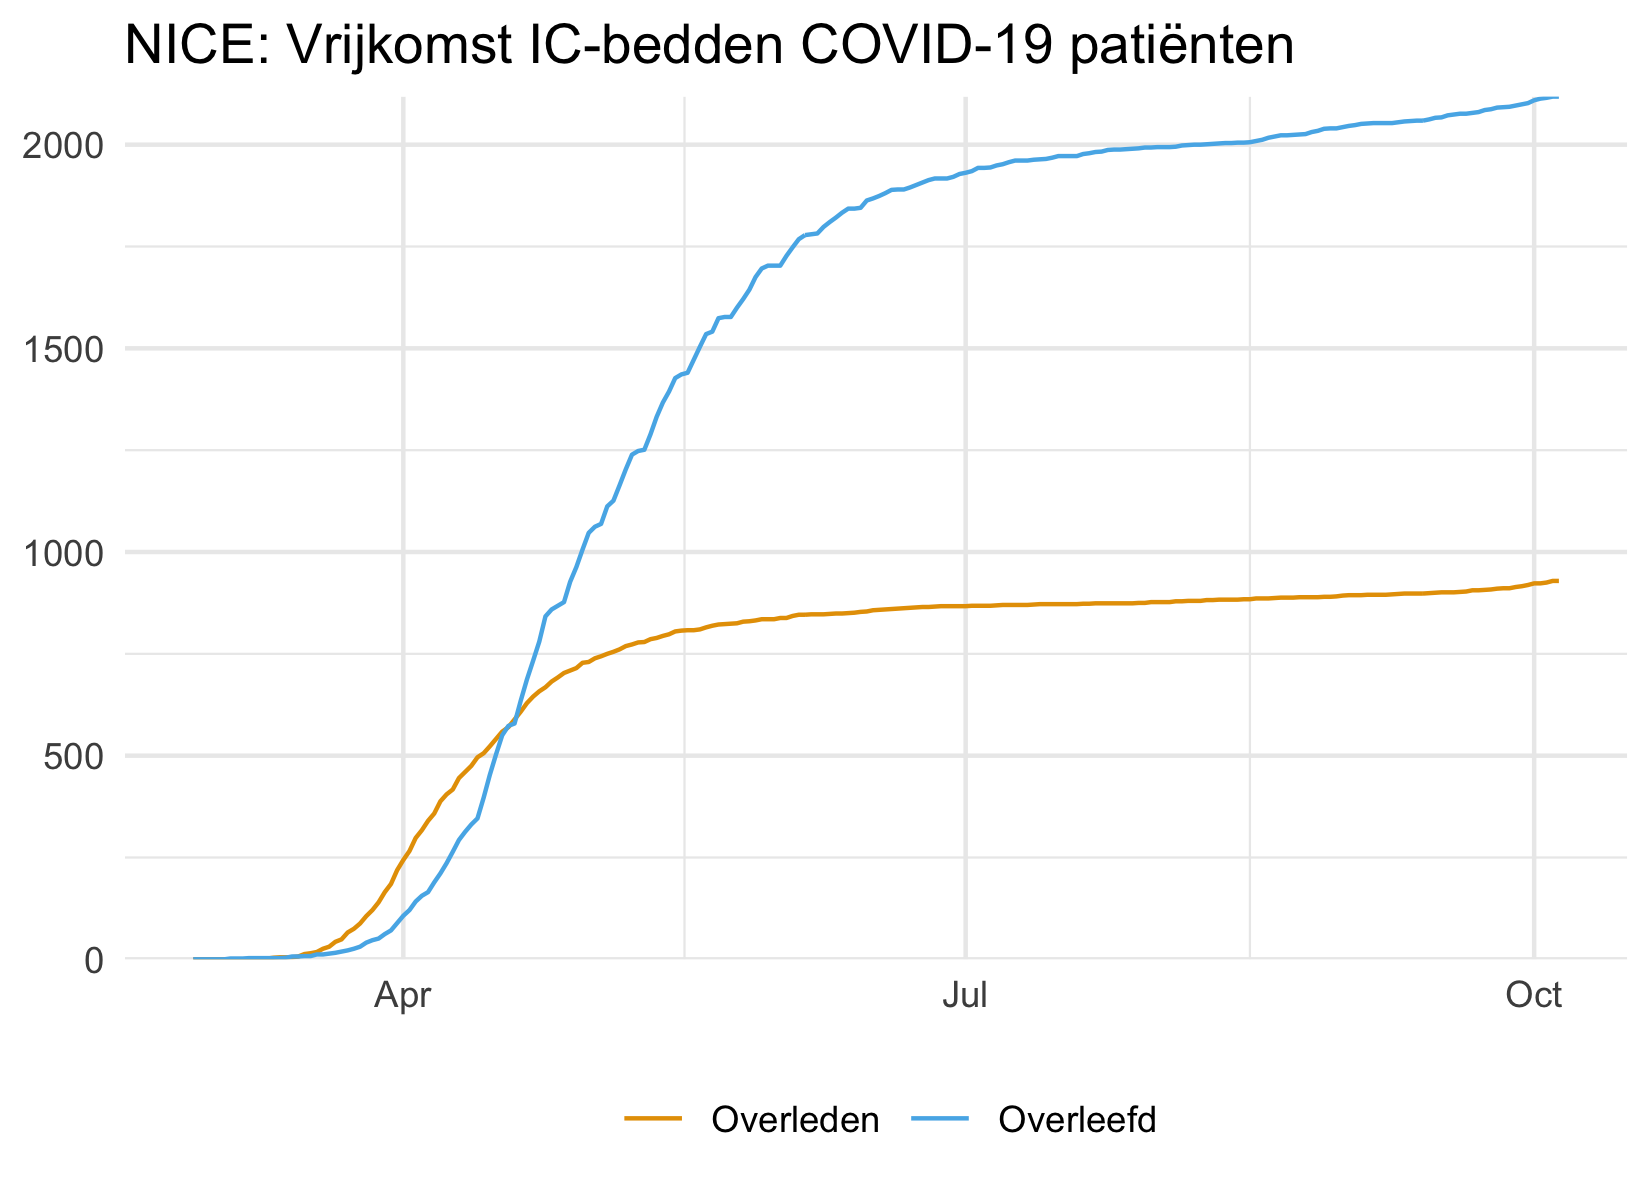 NICE: Vrijkomst IC-bedden COVID-19 patiënten
2000
1500
1000
500
0
Apr Jul Oct
Overleden Overleefd